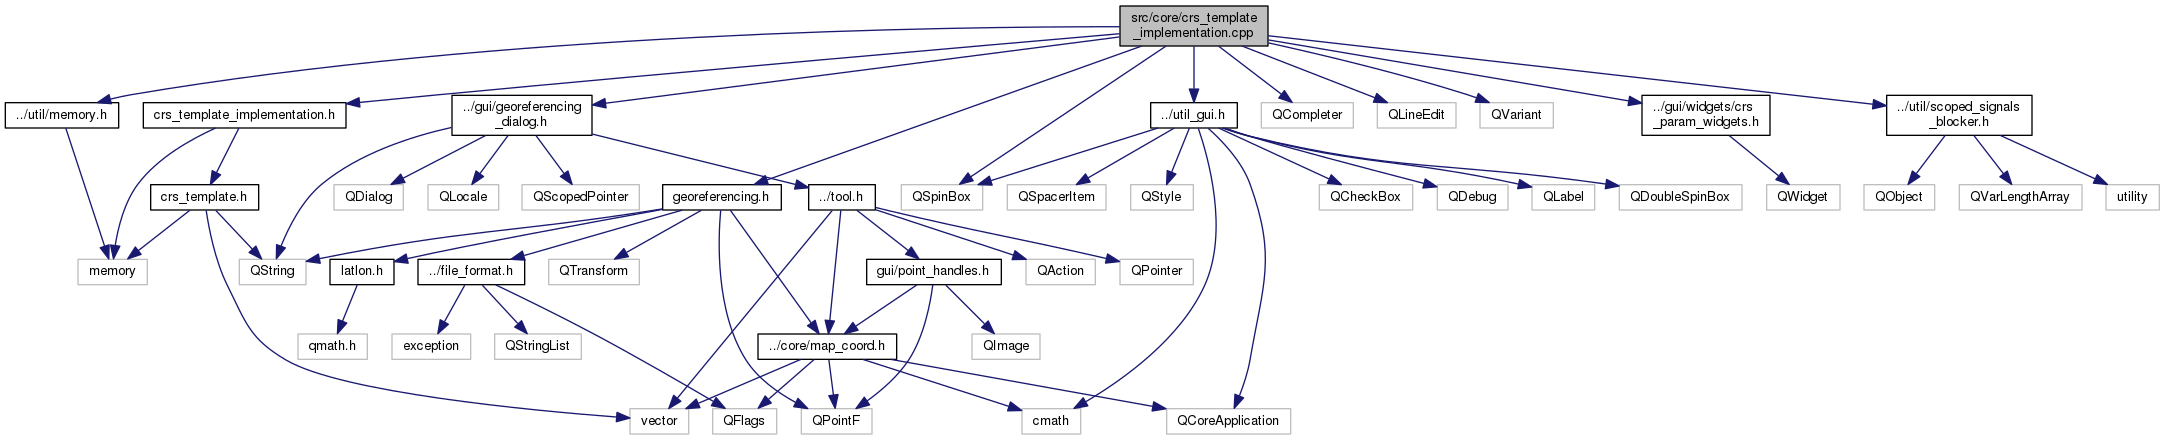 src/core/crs_template
_implementation.cpp
../util/memory.h
crs_template_implementation.h
../gui/georeferencing
_dialog.h
../util_gui.h
QCompleter
QLineEdit
QVariant
../gui/widgets/crs
_param_widgets.h
../util/scoped_signals
_blocker.h
crs_template.h
QDialog
QLocale
QScopedPointer
georeferencing.h
../tool.h
QSpinBox
QSpacerItem
QStyle
QCheckBox
QDebug
QLabel
QDoubleSpinBox
QWidget
QObject
QVarLengthArray
utility
memory
QString
latlon.h
../file_format.h
QTransform
gui/point_handles.h
QAction
QPointer
qmath.h
exception
QStringList
../core/map_coord.h
QImage
vector
QFlags
QPointF
cmath
QCoreApplication